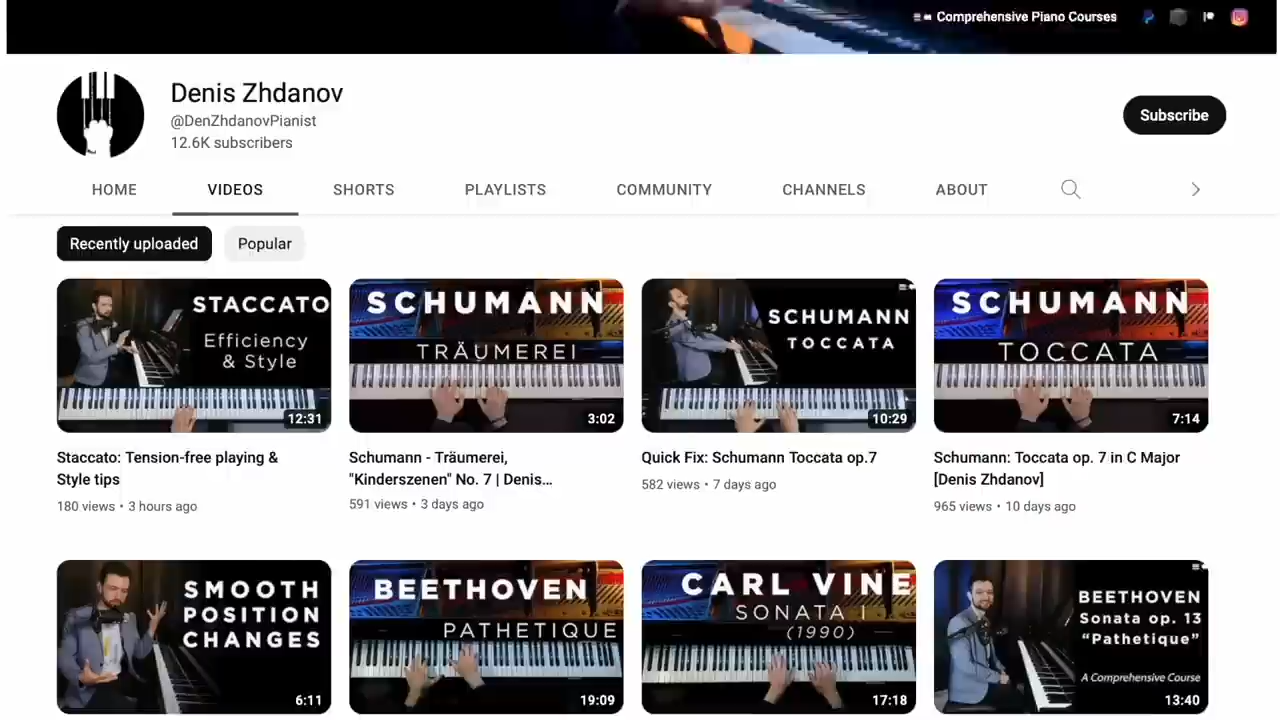 Comprehensive Piano Courses
Denis Zhdanov
@DenZhdanovPianist
12.6K subscribers
Subscribe
HOME
VIDEOS
SHORTS
PLAYLISTS
COMMUNITY
CHANNELS
ABOUT
Recently uploaded
Popular
STACCATO
Efficiency
& Style
12:31
SCHUMANN
TRÄUMEREI
3:02
SCHUMANN
TOCCATA
10:29
SCHUMANN
TOCCATA
7:14
Staccato: Tension-free playing &
Style tips
180 views • 3 hours ago
Schumann - Träumerei,
"Kinderszenen" No. 7 | Denis...
591 views • 3 days ago
Quick Fix: Schumann Toccata op.7
582 views • 7 days ago
Schumann: Toccata op. 7 in C Major
[Denis Zhdanov]
965 views • 10 days ago
SMOOTH
POSITION
CHANGES
6:11
BEETHOVEN
PATHETIQUE
19:09
CARL VINE
SONATA I
(1990)
17:18
BEETHOVEN
Sonata op. 13
“Pathetique”
A Comprehensive Course
13:40